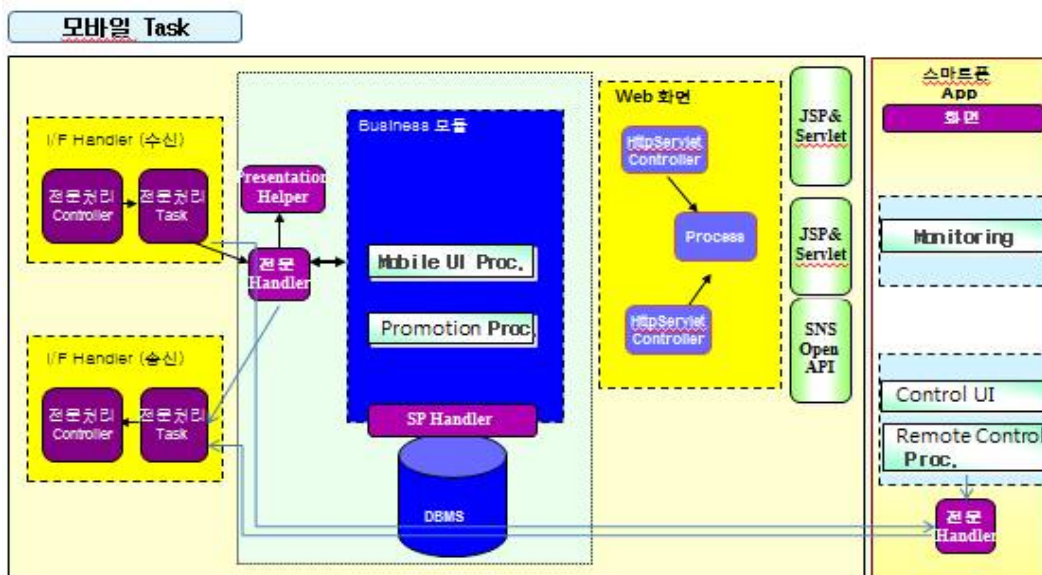 모바일 Task
I/F Handler (수신)
전문처리
Controller
전문처리
Task
Presentation
Helper
전문
Handler
I/F Handler (송신)
전문처리
Controller
전문처리
Task
Business 모듈
Mobile UI Proc.
Promotion Proc.
SP Handler
DBMS
Web 화면
HttpServlet
Controller
Process
HttpServlet
Controller
JSP&
Servlet
JSP&
Servlet
SNS
Open
API
스마트폰
App
화면
Monitoring
Control UI
Remote Control
Proc.
전문
Handler